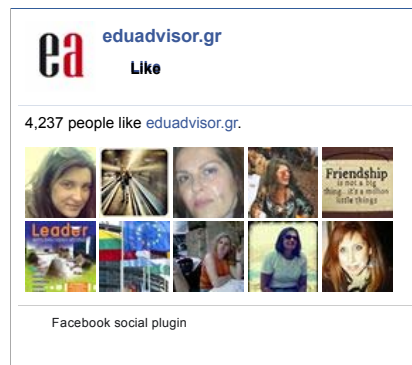 ea
eduadvisor.gr
Like
4,237 people like eduadvisor.gr.
Friendship
is not a big
thing...it's a million
little things
Leader
Facebook social plugin